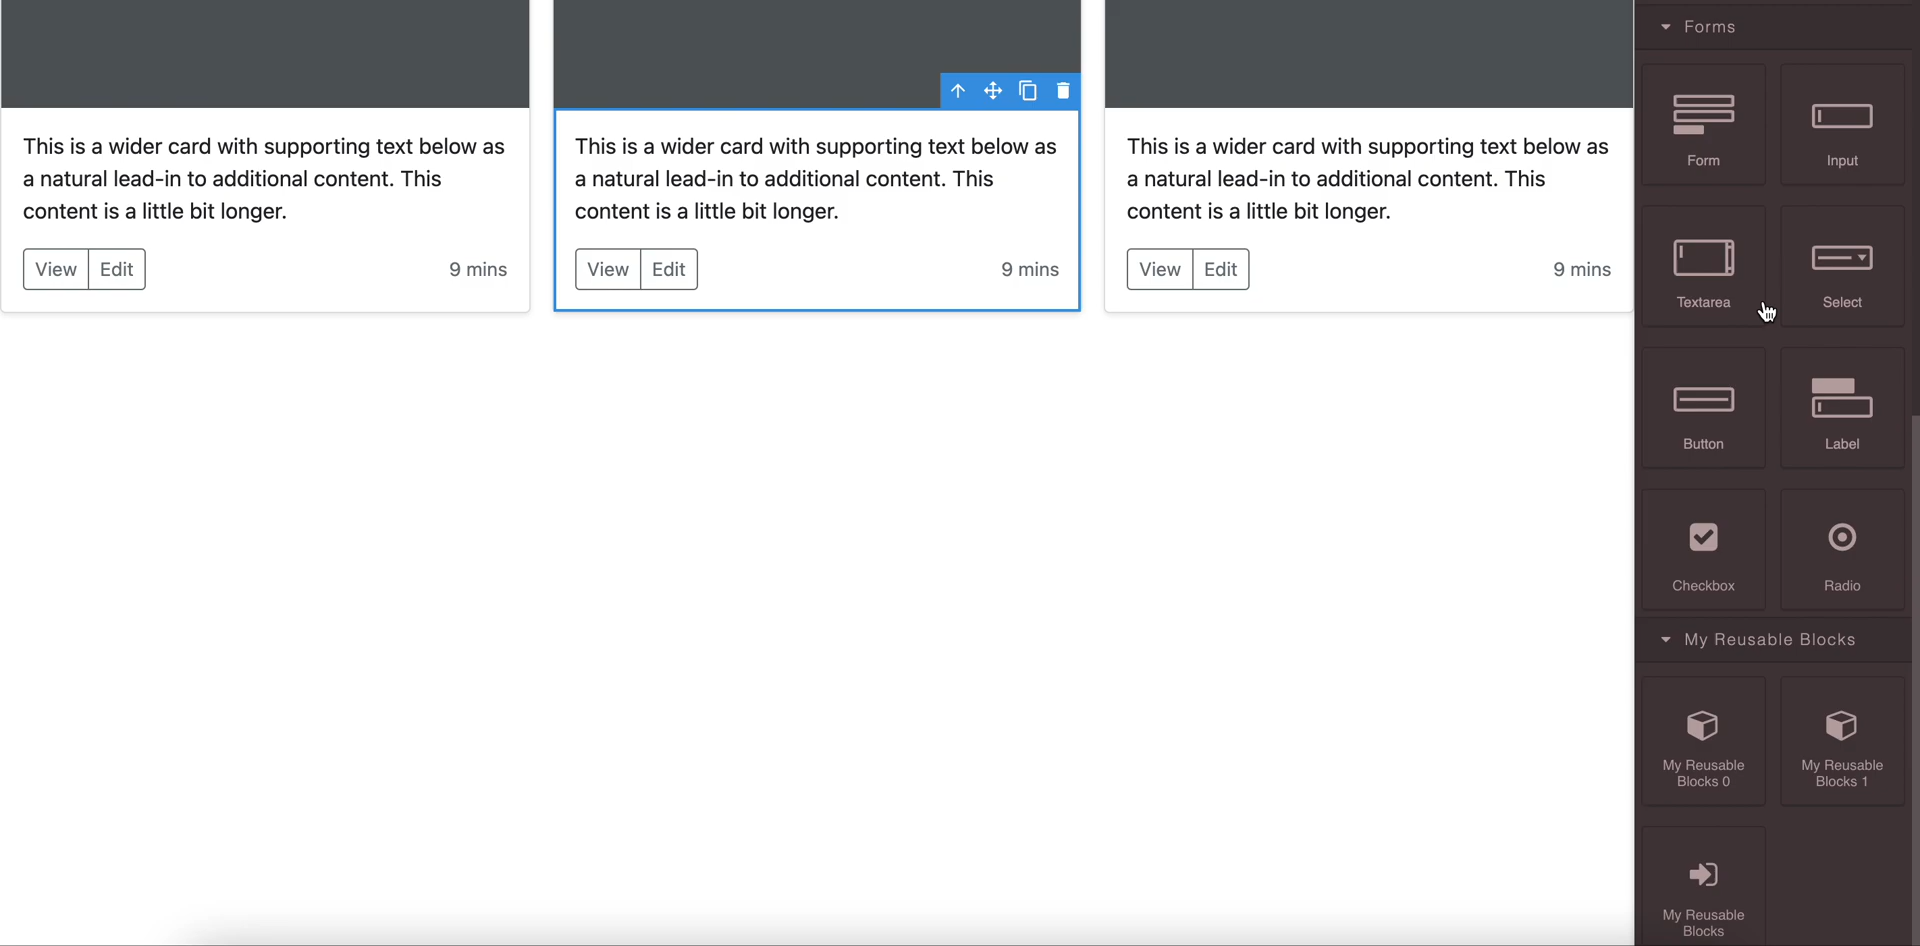 This is a wider card with supporting text below as
a natural lead-in to additional content. This
content is a little bit longer.
View Edit 9 mins
This is a wider card with supporting text below as
a natural lead-in to additional content. This
content is a little bit longer.
View Edit 9 mins
This is a wider card with supporting text below as
a natural lead-in to additional content. This
content is a little bit longer.
View Edit 9 mins
Forms
Form
Input
Textarea
Select
Button
Label
Checkbox
Radio
My Reusable Blocks
My Reusable
Blocks 0
My Reusable
Blocks 1
My Reusable
Blocks